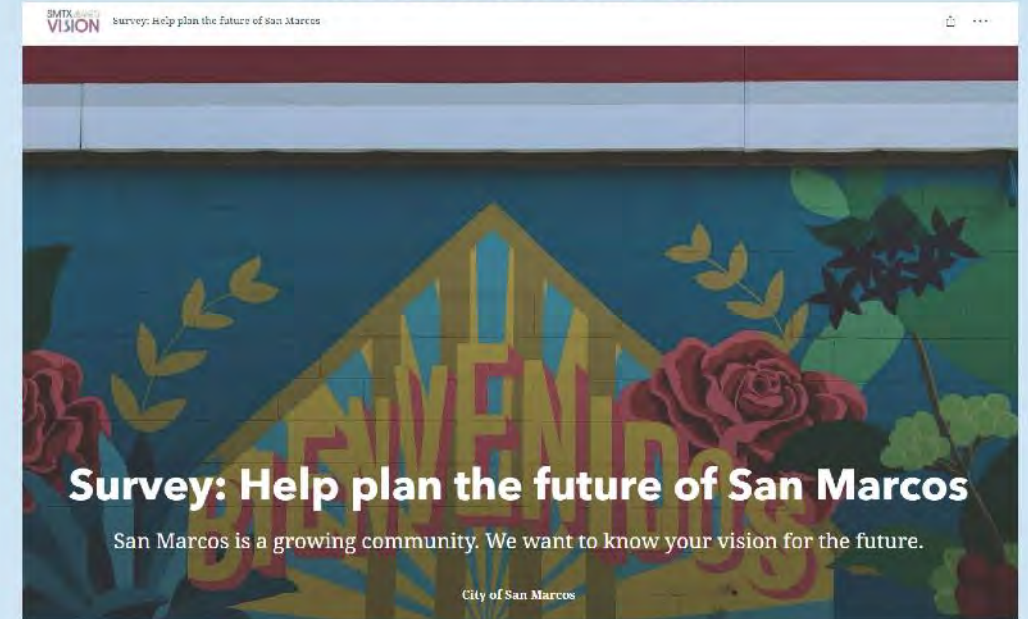 SMTX
VISION
Survey: Help plan the future of San Marcos
BIENVENIDOS
Survey: Help plan the future of San Marcos
San Marcos is a growing community. We want to know your vision for the future.
City of San Marcos